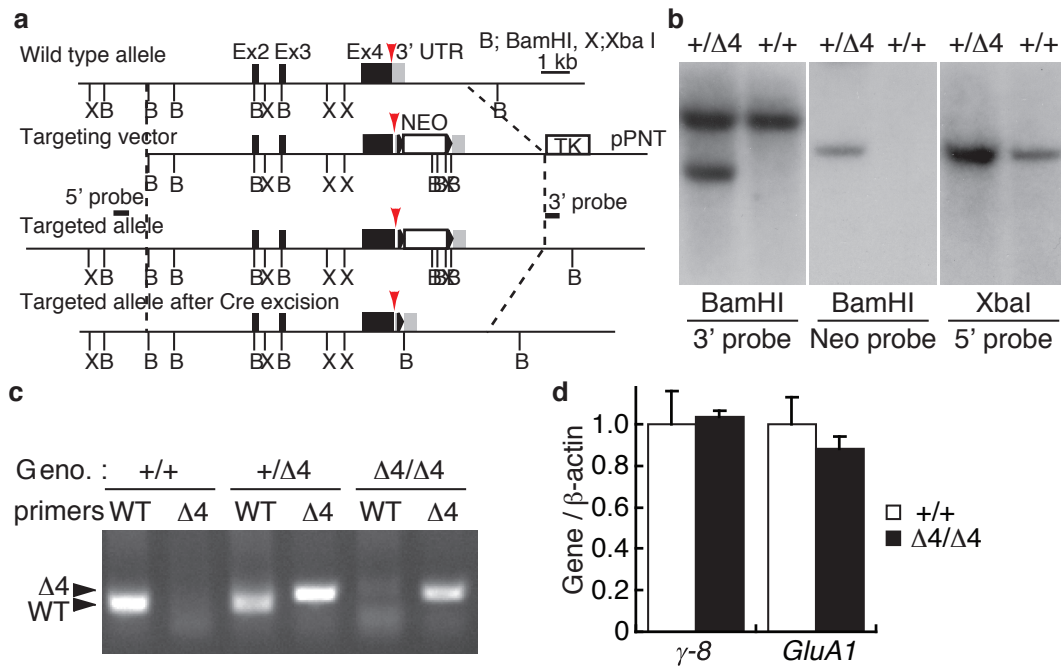 a
Wild type allele
Ex2 Ex3 Ex4 3' UTR
B; BamHI, X;Xba I
1 kb
X B B B B X B X X B
Targeting vector
NEO
TK
pPNT
B B B X B X X B B X B
5' probe
3' probe
Targeted allele
X B B B B X B X X B B X B B
Targeted allele after Cre excision
X B B B B X B X X B B
b
+/Δ4 +/+ +/Δ4 +/+ +/Δ4 +/+
BamHI BamHI XbaI
3' probe Neo probe 5' probe
c
Geno. : +/+ +/Δ4 Δ4/Δ4
primers WT Δ4 WT Δ4 WT Δ4
Δ4
WT
d
Gene / β-actin
1.0
0.8
0.6
0.4
0.2
0
γ-8 GluA1
+/+
Δ4/Δ4